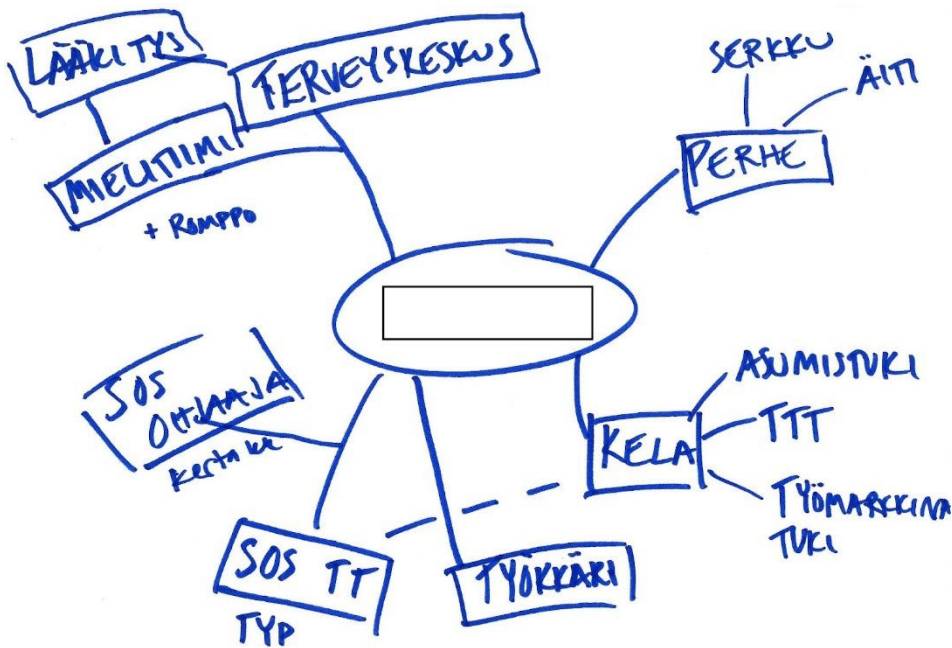 LÄÄKITYS
TERVEYSKESKUS
MIELITIIMI
+ ROMPPO
SERKKU
ÄITI
PERHE
SOS
OHJAAJA
kerta kk
ASUMISTUKI
KELA
TTT
TYÖMARKKINA
TUKI
SOS TT
TYP
TYÖKKÄRI